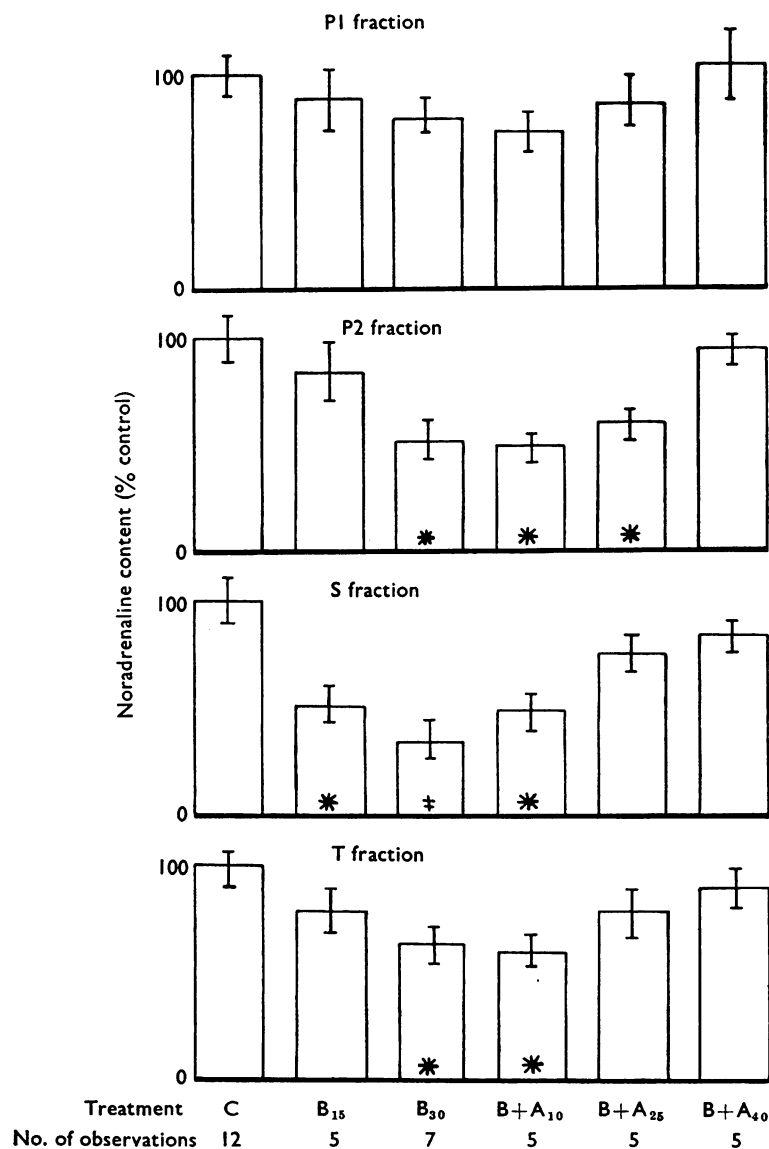 P1 fraction
100
0
P2 fraction
100
0
Noradrenaline content (% control)
* * *
S fraction
100
0
* ‡ *
T fraction
100
0
* *
Treatment C B₁₅ B₃₀ B+A₁₀ B+A₂₅ B+A₄₀
No. of observations 12 5 7 5 5 5